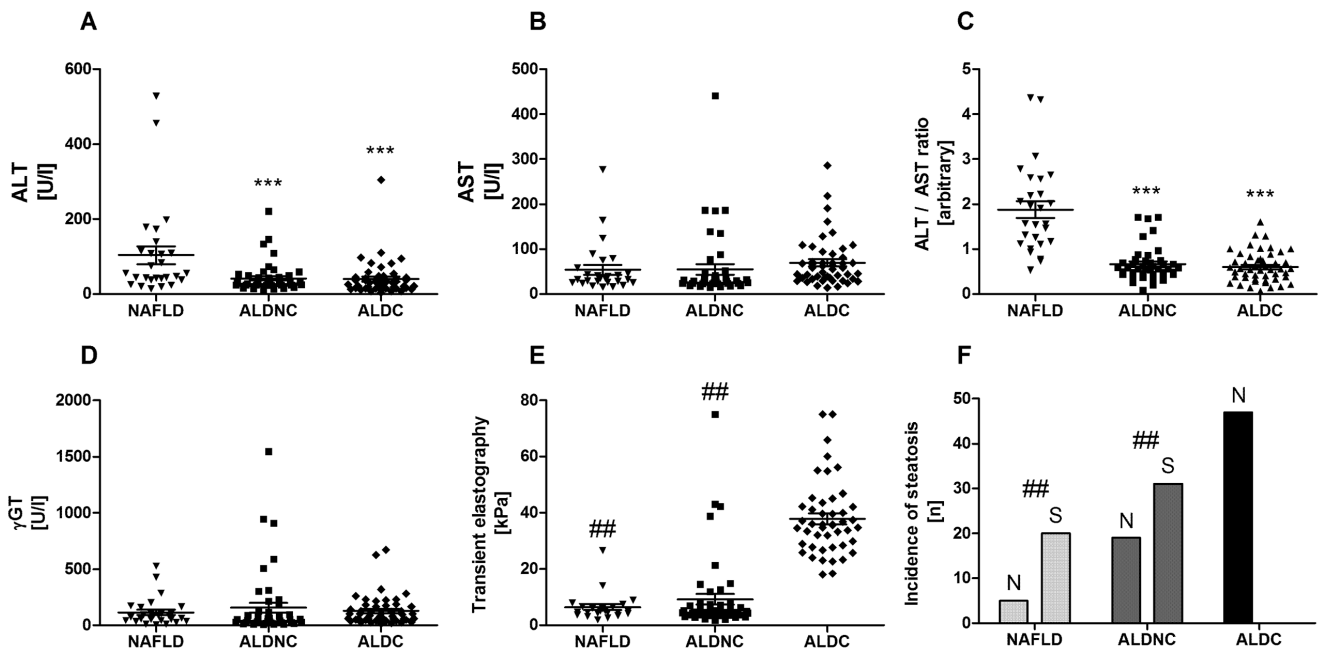 A
ALT
[U/l]
600
400
200
0
***
***
NAFLD
ALDNC
ALDC
B
AST
[U/l]
500
400
300
200
100
0
NAFLD
ALDNC
ALDC
C
ALT / AST ratio
[arbitrary]
5
4
3
2
1
0
***
***
NAFLD
ALDNC
ALDC
D
γGT
[U/l]
2000
1500
1000
500
0
NAFLD
ALDNC
ALDC
E
Transient elastography
[kPa]
80
60
40
20
0
##
##
NAFLD
ALDNC
ALDC
F
Incidence of steatosis
[n]
50
40
30
20
10
0
##
N
S
##
N
S
N
NAFLD
ALDNC
ALDC